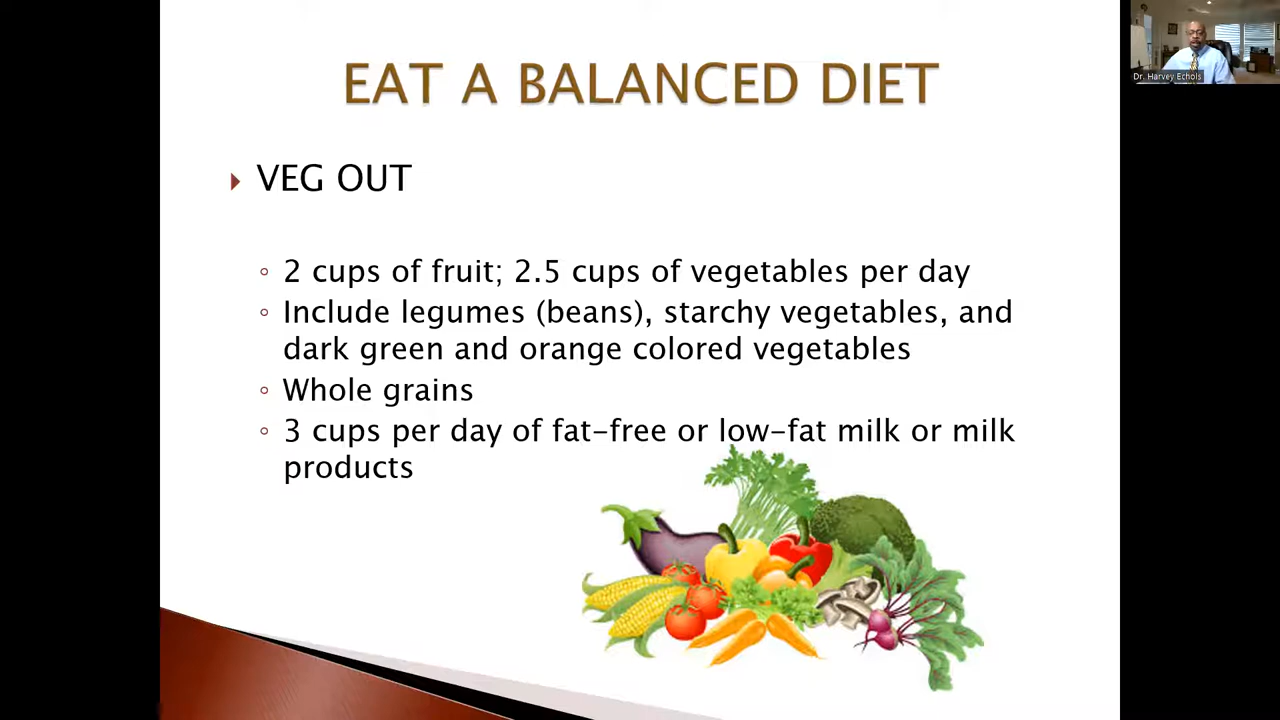 EAT A BALANCED DIET
Dr. Harvey Echols
VEG OUT
2 cups of fruit; 2.5 cups of vegetables per day
Include legumes (beans), starchy vegetables, and
dark green and orange colored vegetables
Whole grains
3 cups per day of fat-free or low-fat milk or milk
products